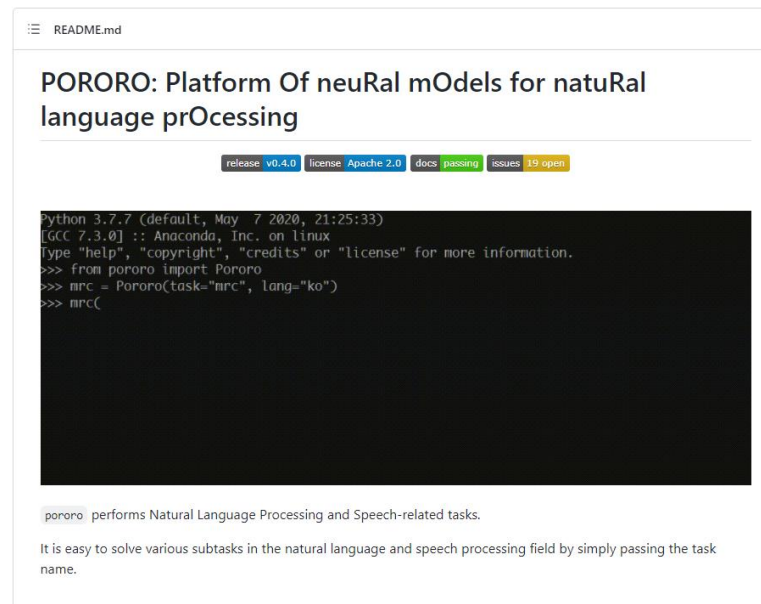 README.md
PORORO: Platform Of neuRal mOdels for natuRal
language prOcessing
release v0.4.0 license Apache 2.0 docs passing issues 19 open
Python 3.7.7 (default, May  7 2020, 21:25:33)
[GCC 7.3.0] :: Anaconda, Inc. on linux
Type "help", "copyright", "credits" or "license" for more information.
>>> from pororo import Pororo
>>> mrc = Pororo(task="mrc", lang="ko")
>>> mrc(
pororo performs Natural Language Processing and Speech-related tasks.
It is easy to solve various subtasks in the natural language and speech processing field by simply passing the task
name.